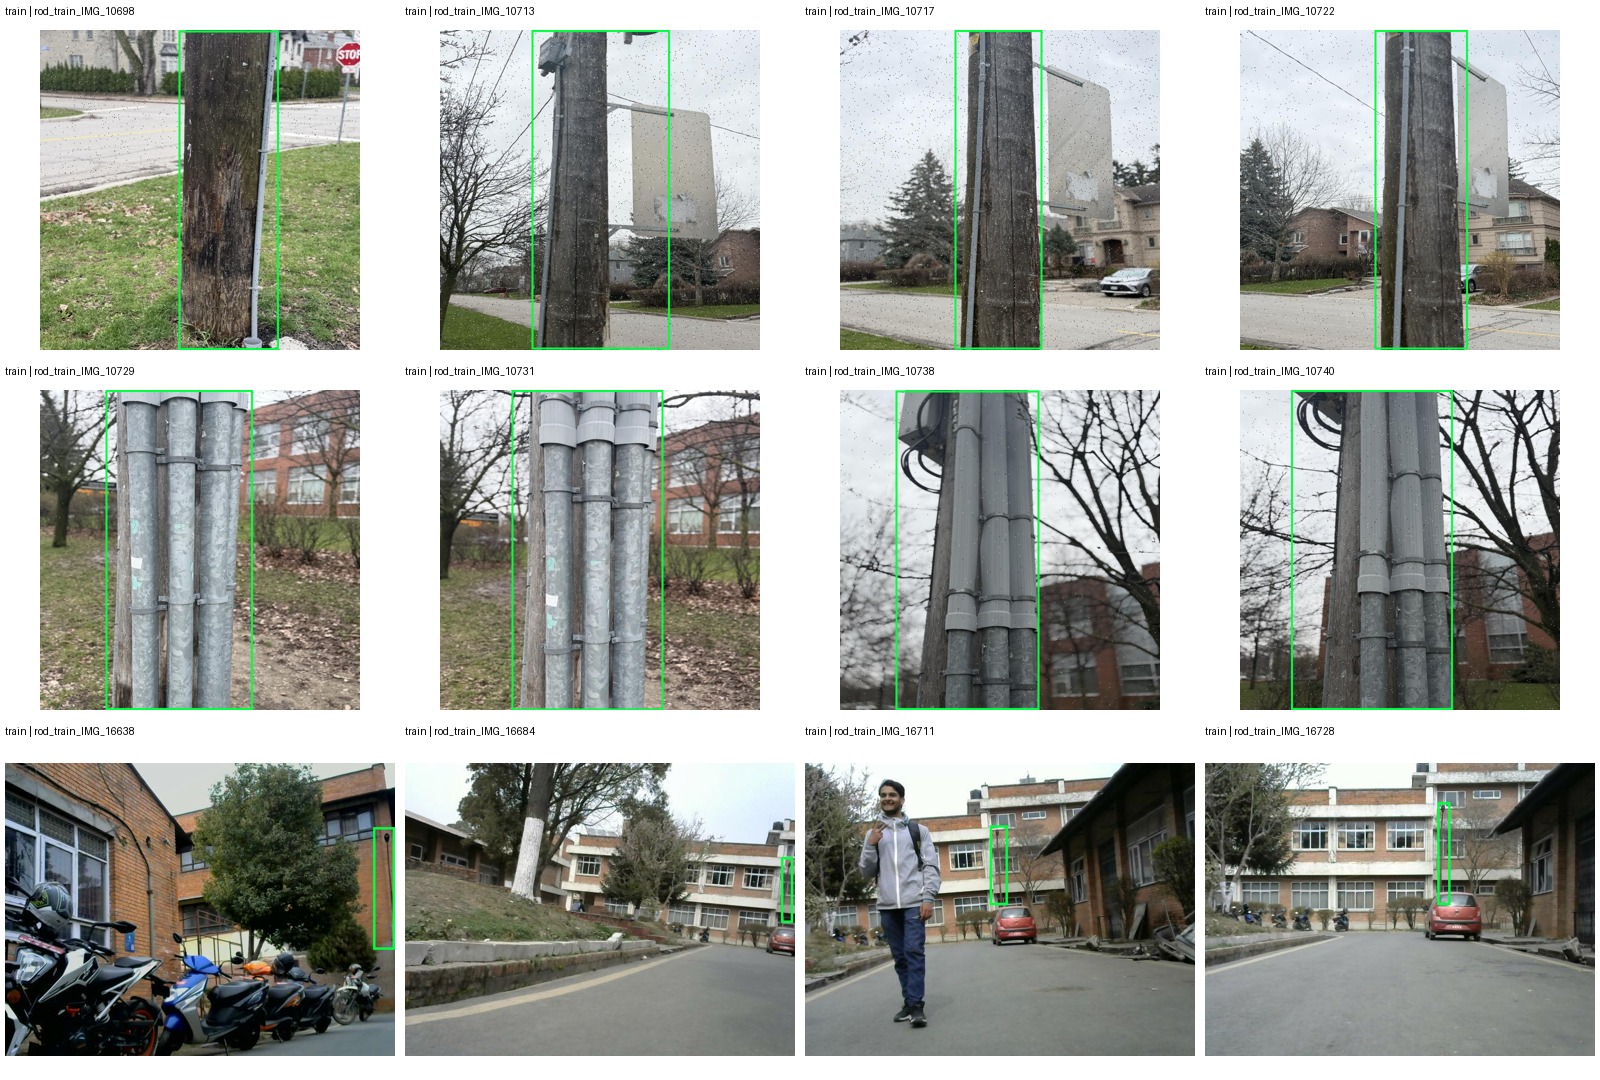 train | rod_train_IMG_10698
train | rod_train_IMG_10713
train | rod_train_IMG_10717
train | rod_train_IMG_10722
STOP
train | rod_train_IMG_10729
train | rod_train_IMG_10731
train | rod_train_IMG_10738
train | rod_train_IMG_10740
train | rod_train_IMG_16638
train | rod_train_IMG_16684
train | rod_train_IMG_16711
train | rod_train_IMG_16728